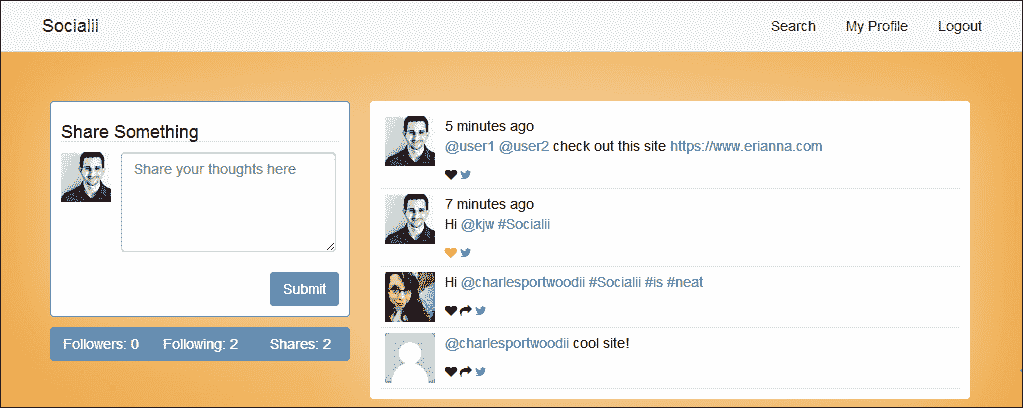 Socialii
Search My Profile Logout
Share Something
Share your thoughts here
Submit
Followers: 0 Following: 2 Shares: 2
5 minutes ago
@user1 @user2 check out this site https://www.erianna.com
7 minutes ago
Hi @kjw #Socialii
Hi @charlesportwoodii #Socialii #is #neat
@charlesportwoodii cool site!